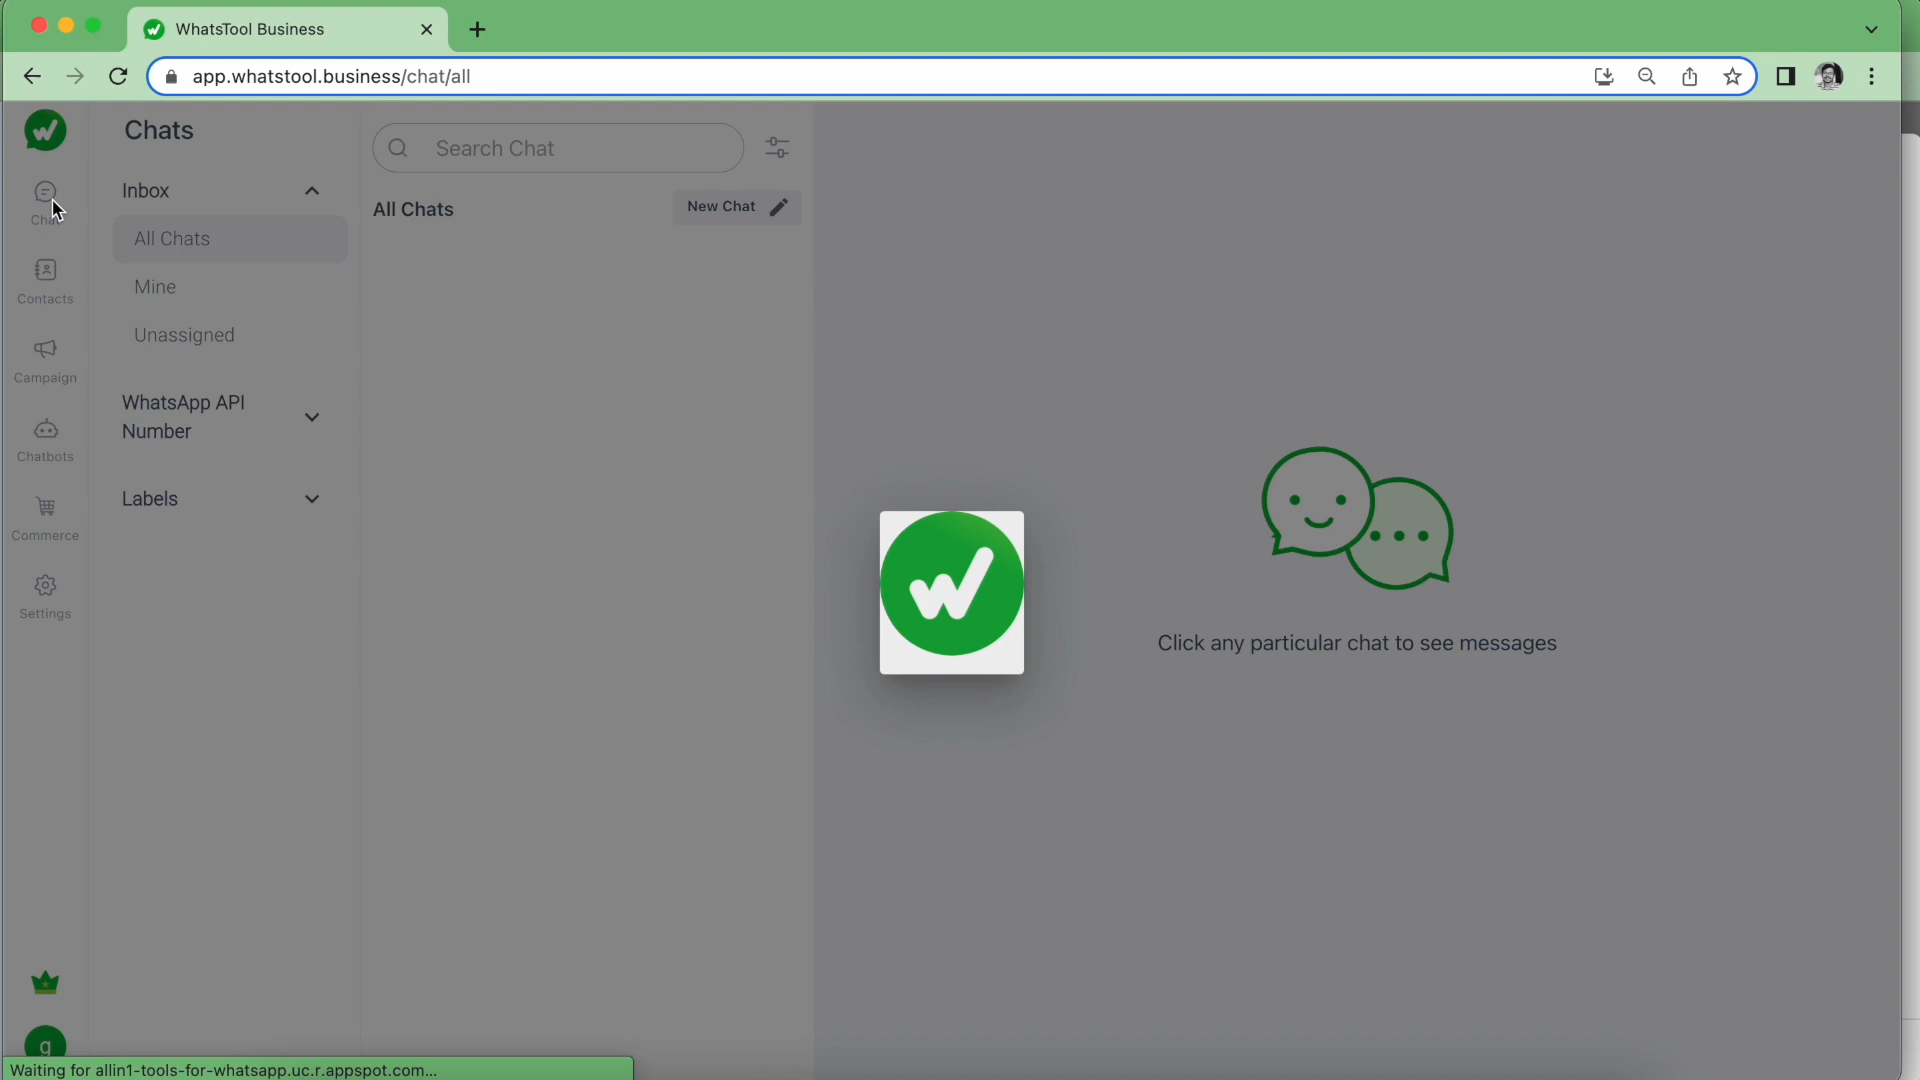 WhatsTool Business
app.whatstool.business/chat/all
Chats
Search Chat
Inbox
All Chats
New Chat
All Chats
Mine
Unassigned
WhatsApp API
Number
Labels
Contacts
Campaign
Chatbots
Commerce
Settings
Click any particular chat to see messages
g
Waiting for allin1-tools-for-whatsapp.uc.r.appspot.com...